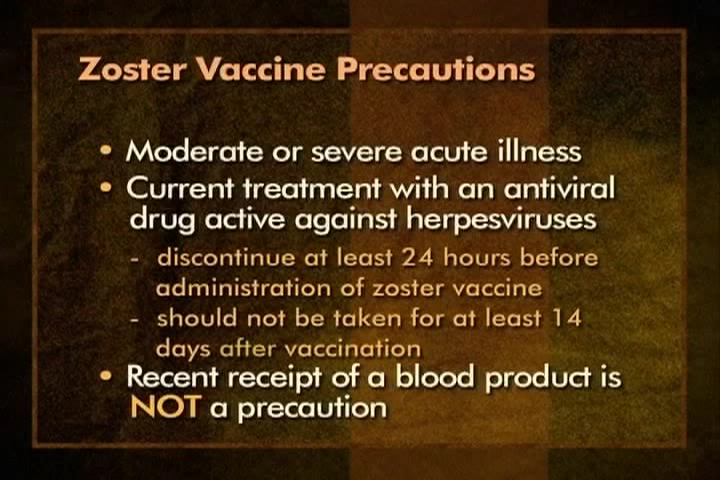 Zoster Vaccine Precautions
• Moderate or severe acute illness
• Current treatment with an antiviral
drug active against herpesviruses
- discontinue at least 24 hours before
administration of zoster vaccine
- should not be taken for at least 14
days after vaccination
• Recent receipt of a blood product is
NOT a precaution